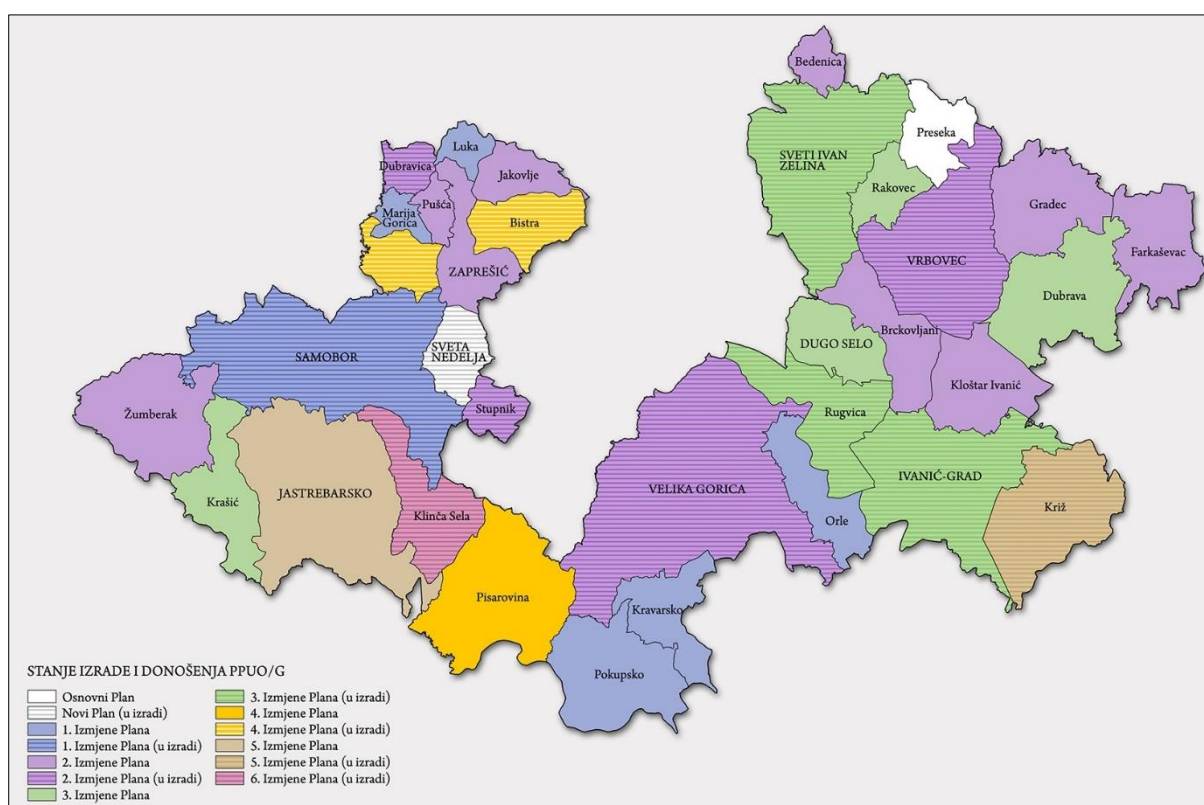 Bedenica
Preseka
SVETI IVAN
ZELINA
Rakovec
Luka
Dubravica
Jakovlje
Pušća
Marija
Gorica
Bistra
Gradec
Farkaševac
VRBOVEC
ZAPREŠIĆ
Dubrava
Brckovljani
DUGO SELO
SVETA
NEDELJA
SAMOBOR
Kloštar Ivanić
Stupnik
Žumberak
Rugvica
IVANIĆ-GRAD
VELIKA GORICA
JASTREBARSKO
Krašić
Klinča Sela
Križ
Orle
Pisarovina
Kravarsko
Pokupsko
STANJE IZRADE I DONOŠENJA PPUO/G
Osnovni Plan
Novi Plan (u izradi)
1. Izmjene Plana
1. Izmjene Plana (u izradi)
2. Izmjene Plana
2. Izmjene Plana (u izradi)
3. Izmjene Plana
3. Izmjene Plana (u izradi)
4. Izmjene Plana
4. Izmjene Plana (u izradi)
5. Izmjene Plana
5. Izmjene Plana (u izradi)
6. Izmjene Plana (u izradi)